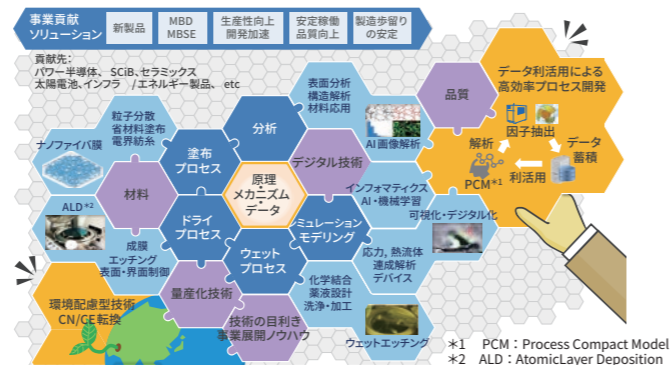 事業貢献
ソリューション
新製品
MBD
MBSE
生産性向上
開発加速
安定稼働
品質向上
製造歩留り
の安定
貢献先：
パワー半導体、SCiB、セラミックス
太陽電池、インフラ /エネルギー製品、 etc
粒子分散
省材料塗布
電界紡糸
ナノファイバ膜
塗布
プロセス
分析
表面分析
構造解析
材料応用
AI画像解析
品質
データ利活用による
高効率プロセス開発
因子抽出
解析
データ
蓄積
PCM*1
利活用
材料
原理・
メカニズム
データ
デジタル技術
インフォマティクス
AI・機械学習
ALD*2
成膜
エッチング
表面・界面制御
ドライ
プロセス
シミュレーション
モデリング
可視化・デジタル化
ウェット
プロセス
応力, 熱流体
連成解析
デバイス
環境配慮型技術
CN/CE転換
量産化技術
技術の目利き
事業展開ノウハウ
化学結合
薬液設計
洗浄・加工
ウェットエッチング
*1 PCM：Process Compact Model
*2 ALD：AtomicLayer Deposition